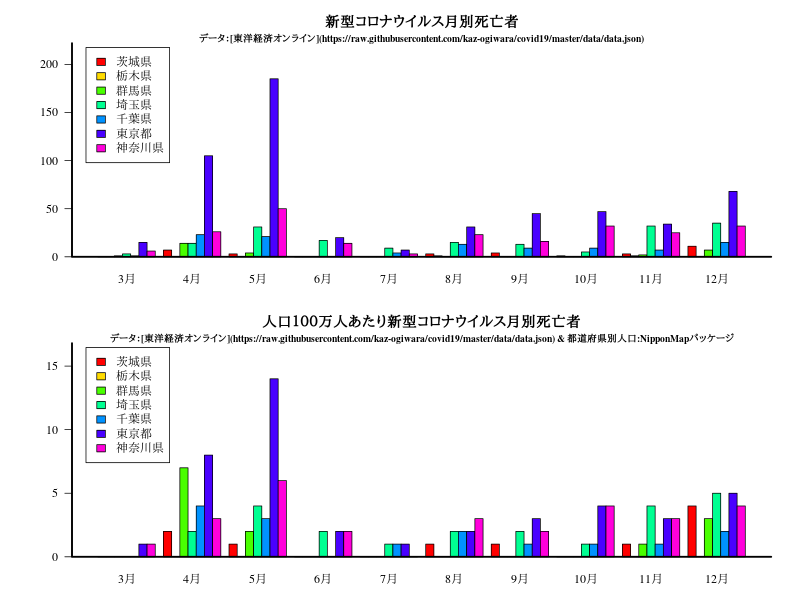 新型コロナウイルス月別死亡者
データ:[東洋経済オンライン](https://raw.githubusercontent.com/kaz-ogiwara/covid19/master/data/data.json)
200
150
100
50
0
茨城県
栃木県
群馬県
埼玉県
千葉県
東京都
神奈川県
3月 4月 5月 6月 7月 8月 9月 10月 11月 12月
人口100万人あたり新型コロナウイルス月別死亡者
データ:[東洋経済オンライン](https://raw.githubusercontent.com/kaz-ogiwara/covid19/master/data/data.json) & 都道府県別人口:NipponMapパッケージ
15
10
5
0
茨城県
栃木県
群馬県
埼玉県
千葉県
東京都
神奈川県
3月 4月 5月 6月 7月 8月 9月 10月 11月 12月